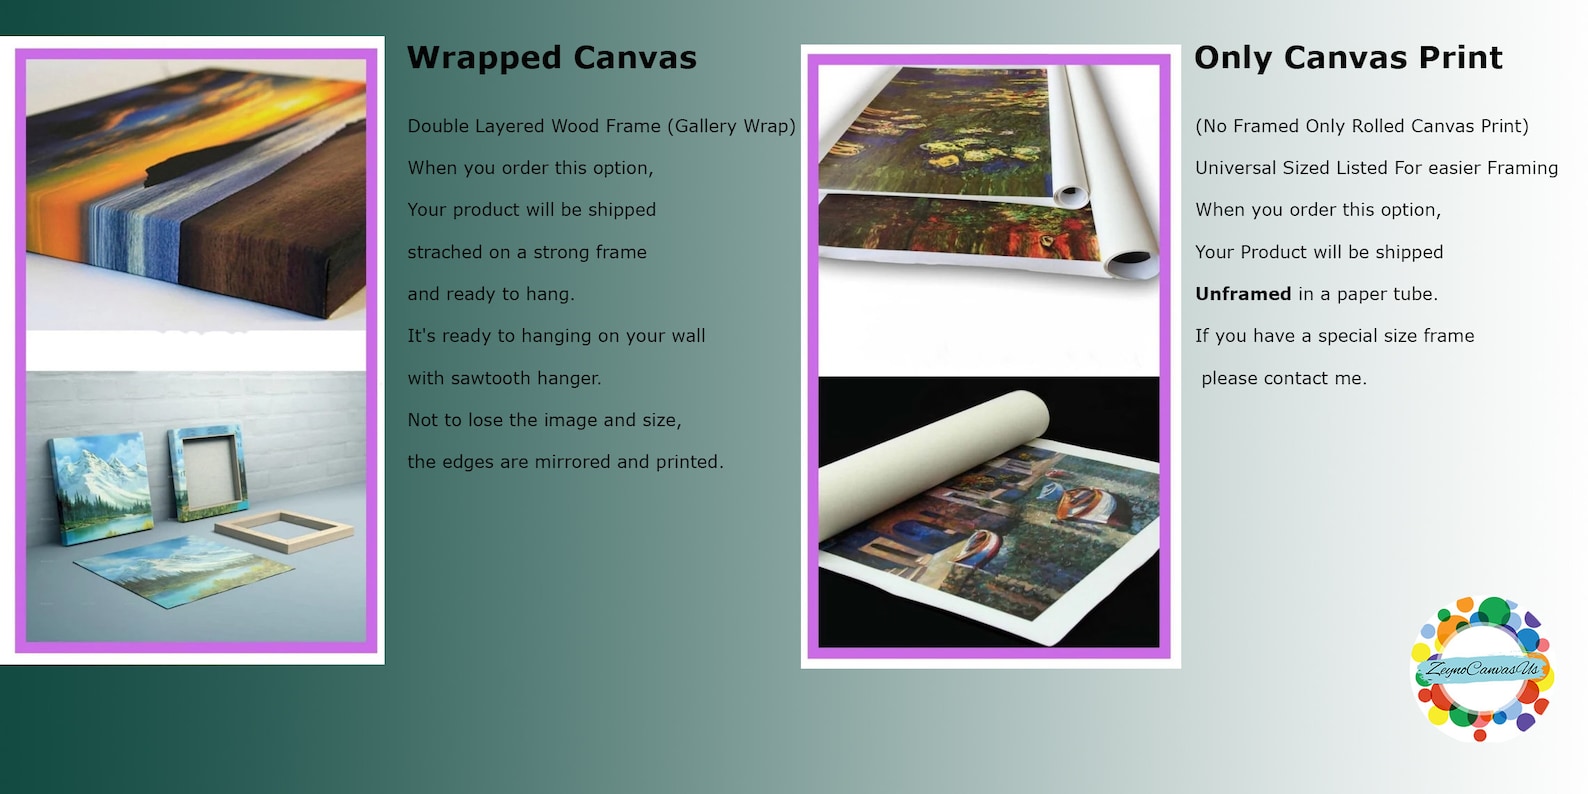 Wrapped Canvas
Double Layered Wood Frame (Gallery Wrap)
When you order this option,
Your product will be shipped
strached on a strong frame
and ready to hang.
It's ready to hanging on your wall
with sawtooth hanger.
Not to lose the image and size,
the edges are mirrored and printed.
Only Canvas Print
(No Framed Only Rolled Canvas Print)
Universal Sized Listed For easier Framing
When you order this option,
Your Product will be shipped
Unframed in a paper tube.
If you have a special size frame
please contact me.
ZeynoCanvasUs